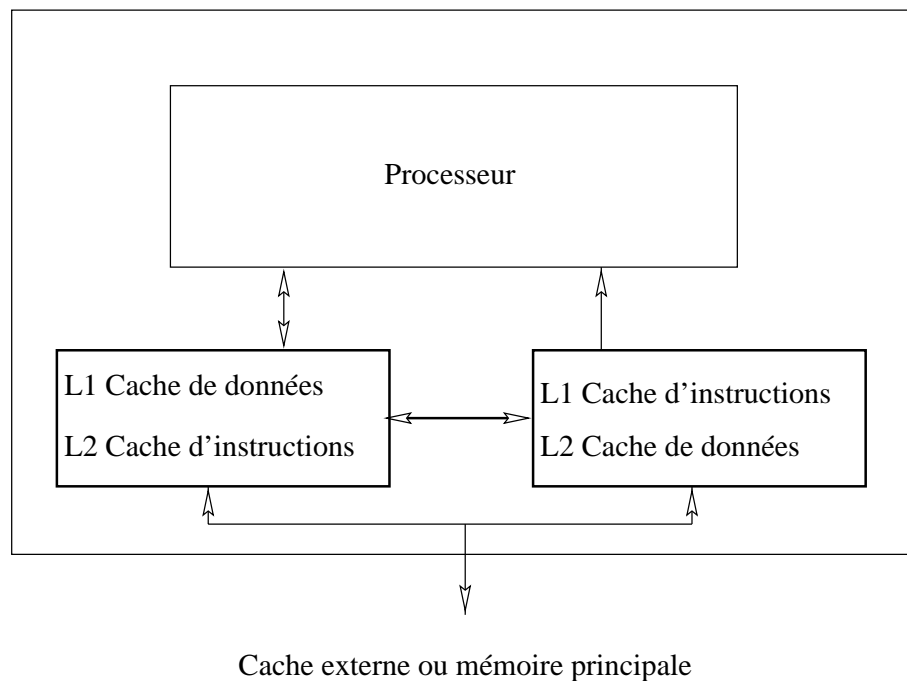 Processeur
L1 Cache de données
L2 Cache d'instructions
L1 Cache d'instructions
L2 Cache de données
Cache externe ou mémoire principale